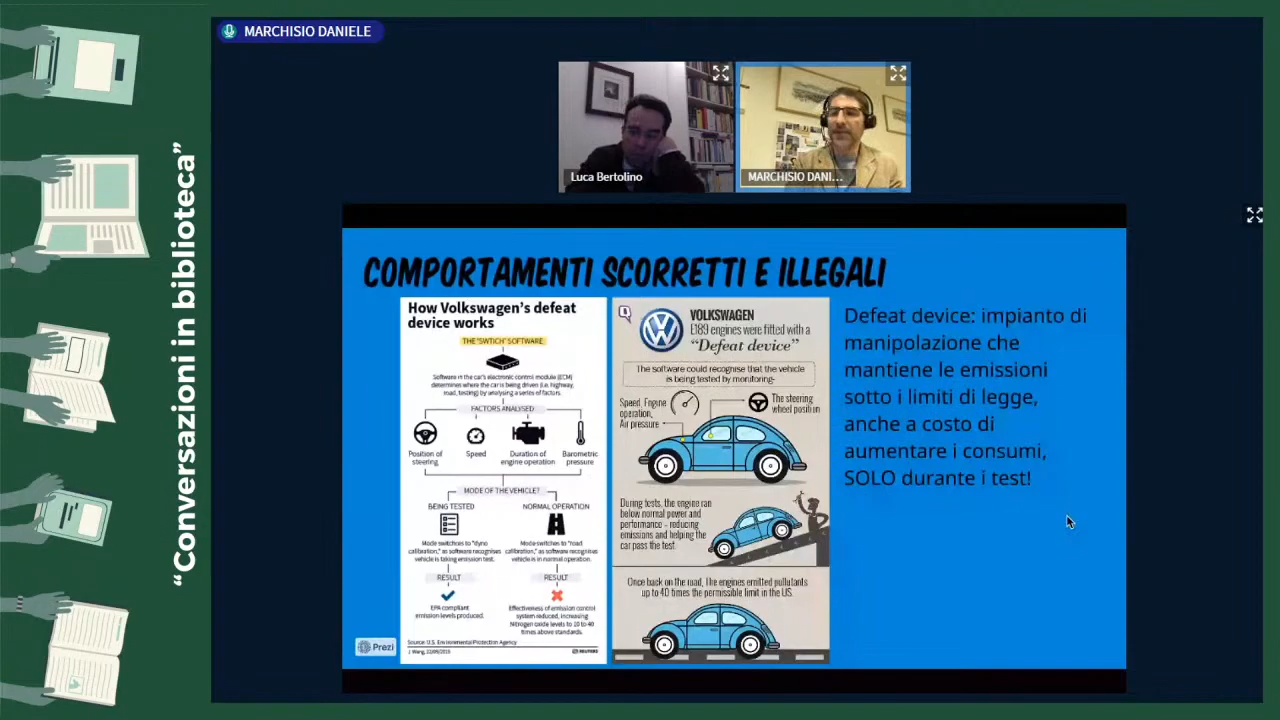 MARCHISIO DANIELE
"Conversazioni in biblioteca"
Luca Bertolino
MARCHISIO DANI...
COMPORTAMENTI SCORRETTI E ILLEGALI
How Volkswagen's defeat
device works
THE "SWTICH" SOFTWARE
Software in the car's electronic control module (ECM)
determines where the car is being driven (i.e. highway,
road, testing) by analysing a series of factors.
FACTORS ANALYSED
Position of
steering
Speed
Duration of
engine operation
Barometric
pressure
MODE OF THE VEHICLE?
BEING TESTED
NORMAL OPERATION
Mode switches to "dyno
calibration," as software recognises
vehicle is taking emission test.
Mode switches to "road
calibration," as software recognises
vehicle is in normal operation.
RESULT
RESULT
EPA compliant
emission levels produced.
Effectiveness of emission control
system reduced, increasing
Nitrogen oxide levels to 10 to 40
times above standards.
Source: U.S. Environmental Protection Agency
J. Wang, 22/09/2015
REUTERS
VOLKSWAGEN
E189 engines were fitted with a
"Defeat device"
The software could recognise that the vehicle
is being tested by monitoring-
Speed, Engine
operation,
Air pressure
The steering
wheel position
During tests, the engine ran
below normal power and
performance – reducing
emissions and helping the
car pass the test.
Once back on the road, the engines emitted pollutants
up to 40 times the permissible limit in the US.
Defeat device: impianto di
manipolazione che
mantiene le emissioni
sotto i limiti di legge,
anche a costo di
aumentare i consumi,
SOLO durante i test!
Prezi